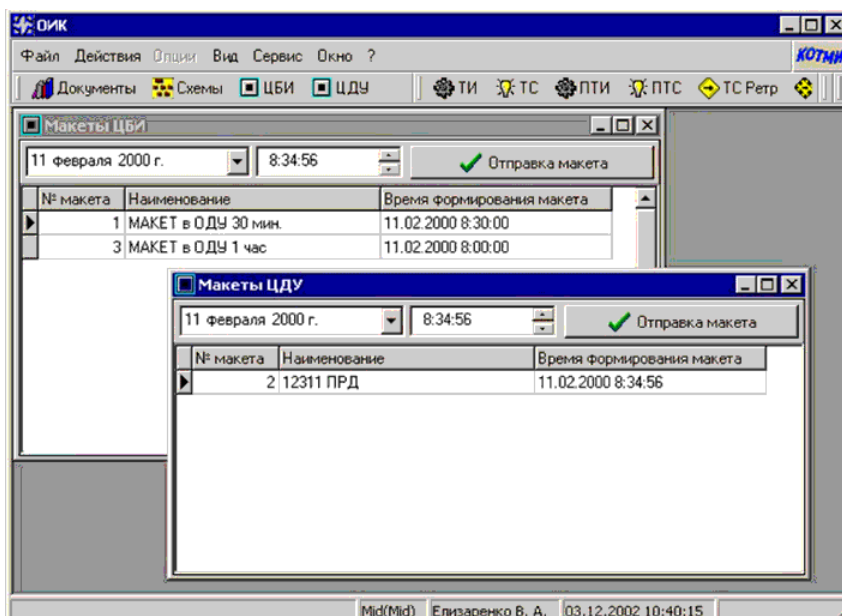 ОИК
Файл Действия Опции Вид Сервис Окно ? КОТМИ
Документы Схемы ЦБИ ЦДУ ТИ ТС ПТИ ПТС ТС Ретр
Макеты ЦБИ
11 февраля 2000 г. 8:34:56 Отправка макета
№ макета Наименование Время формирования макета
1 МАКЕТ в ОДУ 30 мин. 11.02.2000 8:30:00
3 МАКЕТ в ОДУ 1 час 11.02.2000 8:00:00
Макеты ЦДУ
11 февраля 2000 г. 8:34:56 Отправка макета
№ макета Наименование Время формирования макета
2 12311 ПРД 11.02.2000 8:34:56
Mid(Mid) Елизаренко В. А. 03.12.2002 10:40:15